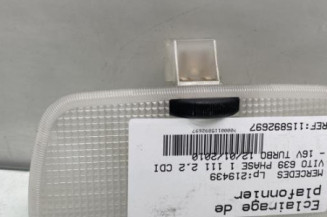 Eclairage de
plafonnier
MERCEDES Lp-219439
VITO 639 PHASE 1 111 2.2 CDI
- 16V TURBO 12/01/2010
REF:115892697